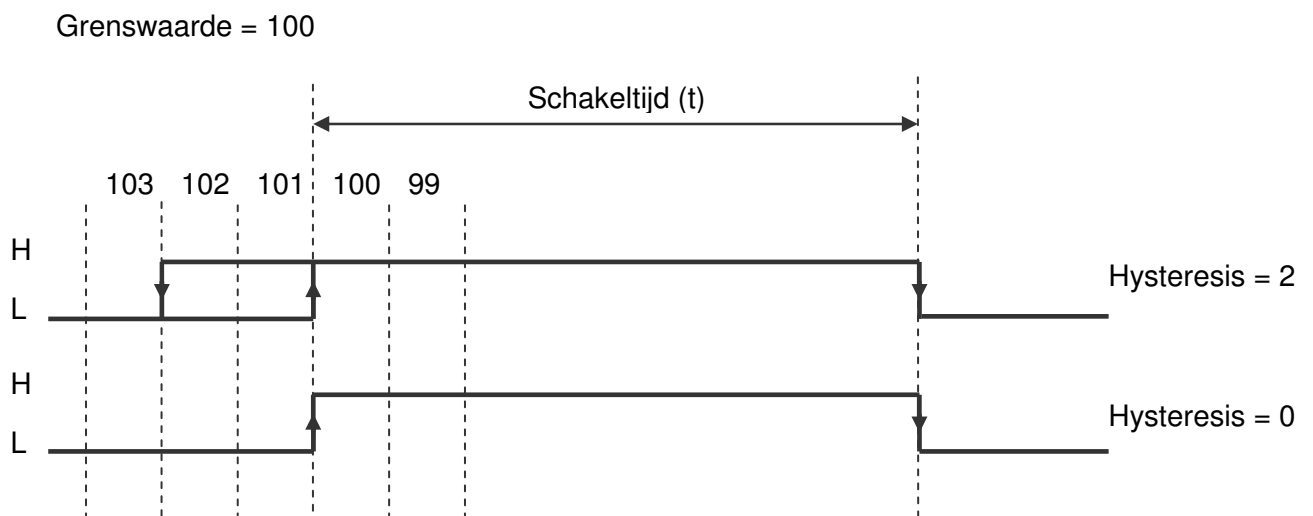 Grenswaarde = 100
Schakeltijd (t)
103 102 101 100 99
H
Hysteresis = 2
L
H
Hysteresis = 0
L